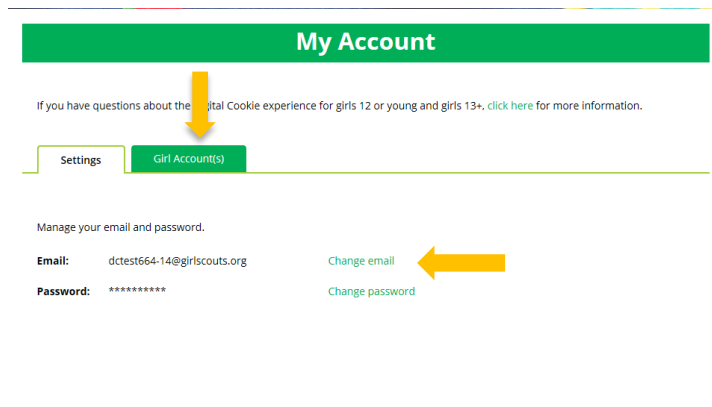 My Account
If you have questions about the Digital Cookie experience for girls 12 or young and girls 13+, click here for more information.
Settings
Girl Account(s)
Manage your email and password.
Email: dctest664-14@girlscouts.org Change email
Password: ********** Change password